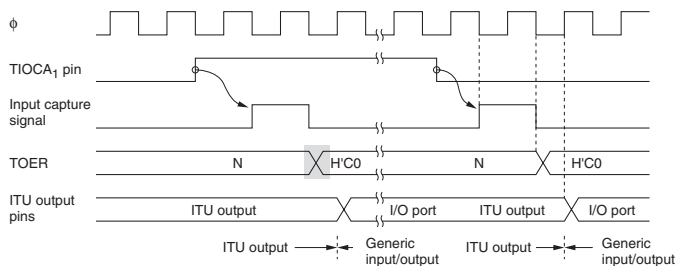 φ
TIOCA1 pin
Input capture
signal
TOER N H'C0 N H'C0
ITU output
pins
ITU output I/O port ITU output I/O port
ITU output Generic
input/output
ITU output Generic
input/output